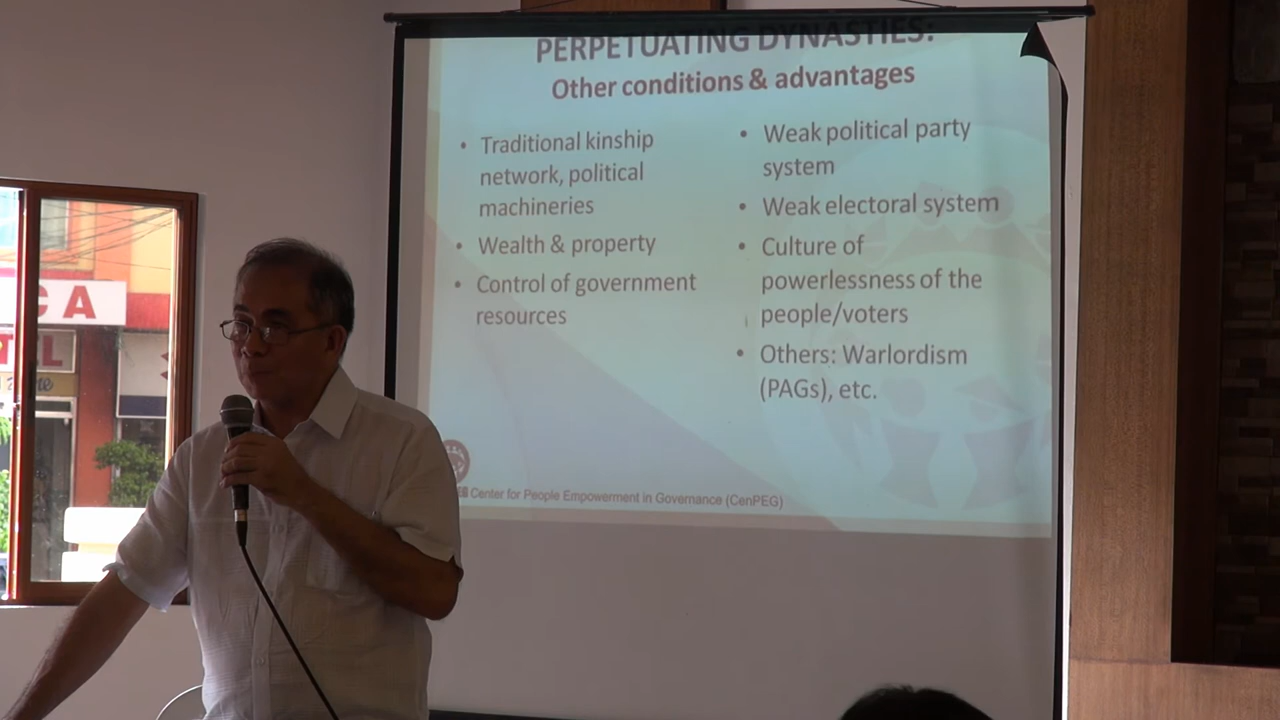 PERPETUATING DYNASTIES:
Other conditions & advantages
• Traditional kinship
network, political
machineries
• Wealth & property
• Control of government
resources
• Weak political party
system
• Weak electoral system
• Culture of
powerlessness of the
people/voters
• Others: Warlordism
(PAGs), etc.
Center for People Empowerment in Governance (CenPEG)
CA